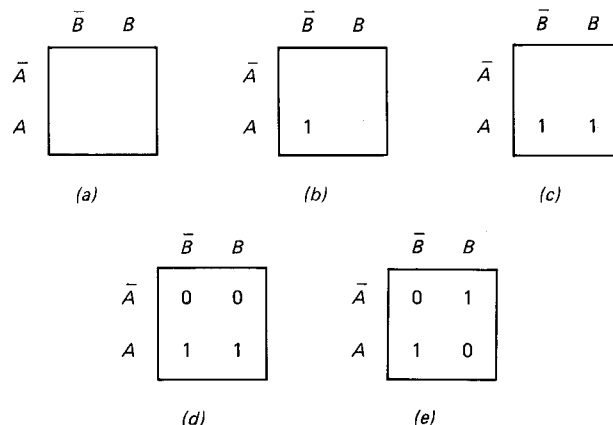 B̅ B
A̅
A
(a)
B̅ B
A̅
A 1
(b)
B̅ B
A̅
A 1 1
(c)
B̅ B
A̅ 0 0
A 1 1
(d)
B̅ B
A̅ 0 1
A 1 0
(e)